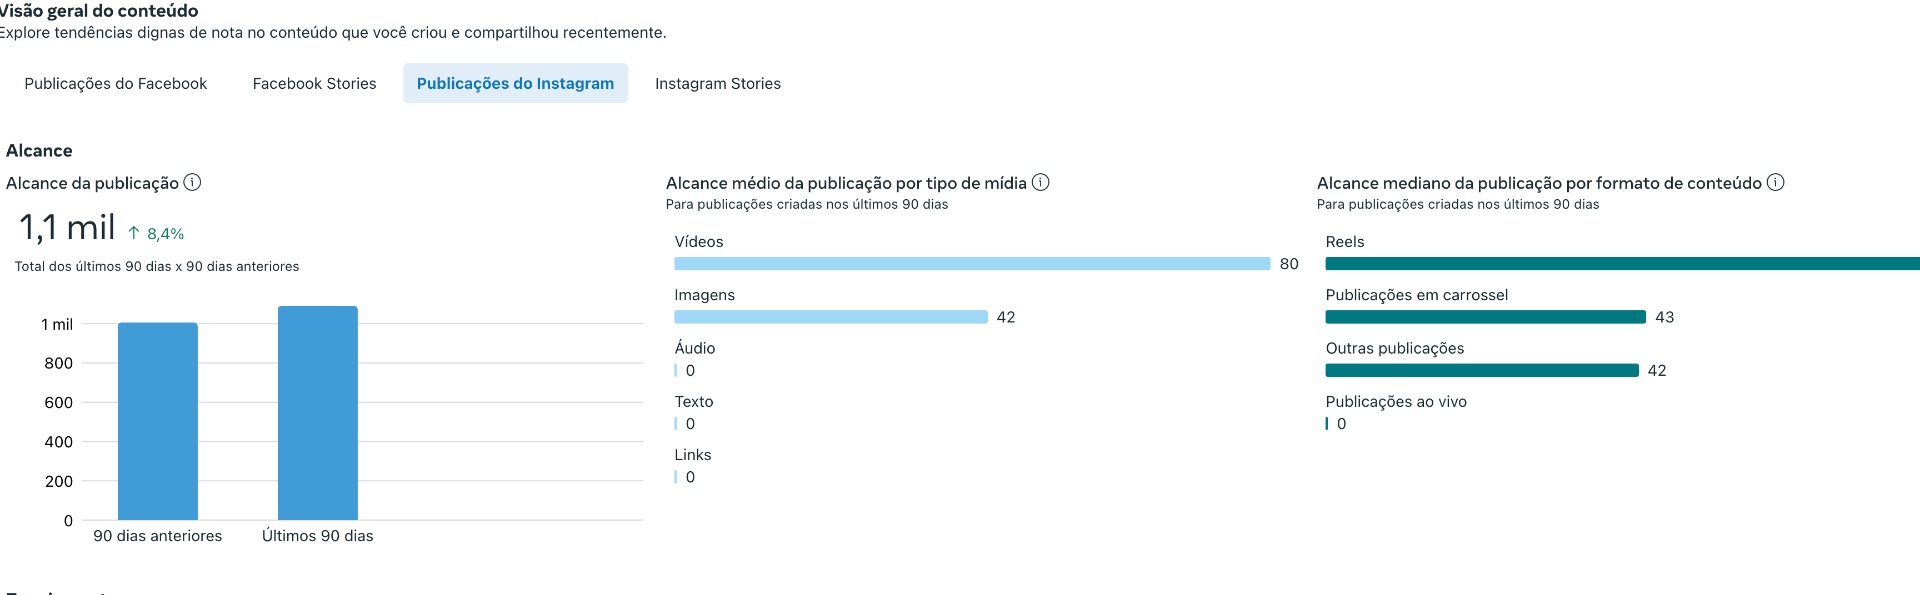 Visão geral do conteúdo
Explore tendências dignas de nota no conteúdo que você criou e compartilhou recentemente.
Publicações do Facebook
Facebook Stories
Publicações do Instagram
Instagram Stories
Alcance
Alcance da publicação
1,1 mil ↑ 8,4%
Total dos últimos 90 dias x 90 dias anteriores
1 mil
800
600
400
200
0
90 dias anteriores
Últimos 90 dias
Alcance médio da publicação por tipo de mídia
Para publicações criadas nos últimos 90 dias
Vídeos
80
Imagens
42
Áudio
0
Texto
0
Links
0
Alcance mediano da publicação por formato de conteúdo
Para publicações criadas nos últimos 90 dias
Reels
Publicações em carrossel
43
Outras publicações
42
Publicações ao vivo
0